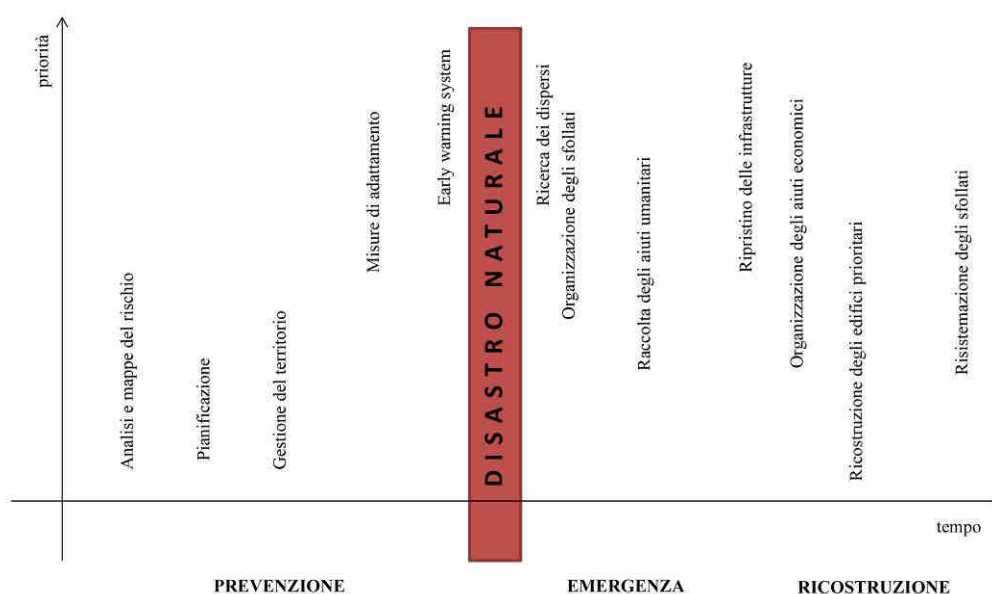 priorità
Analisi e mappe del rischio
Pianificazione
Gestione del territorio
Misure di adattamento
Early warning system
DISASTRO NATURALE
Ricerca dei dispersi
Organizzazione degli sfollati
Raccolta degli aiuti umanitari
Ripristino delle infrastrutture
Organizzazione degli aiuti economici
Ricostruzione degli edifici prioritari
Risistemazione degli sfollati
tempo
PREVENZIONE
EMERGENZA
RICOSTRUZIONE